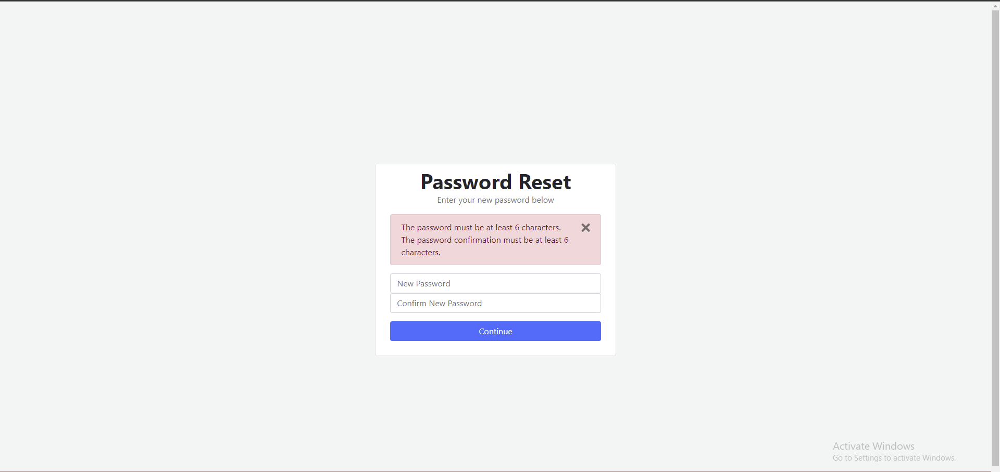 Password Reset
Enter your new password below
The password must be at least 6 characters.
The password confirmation must be at least 6
characters.
New Password
Confirm New Password
Continue
Activate Windows
Go to Settings to activate Windows.